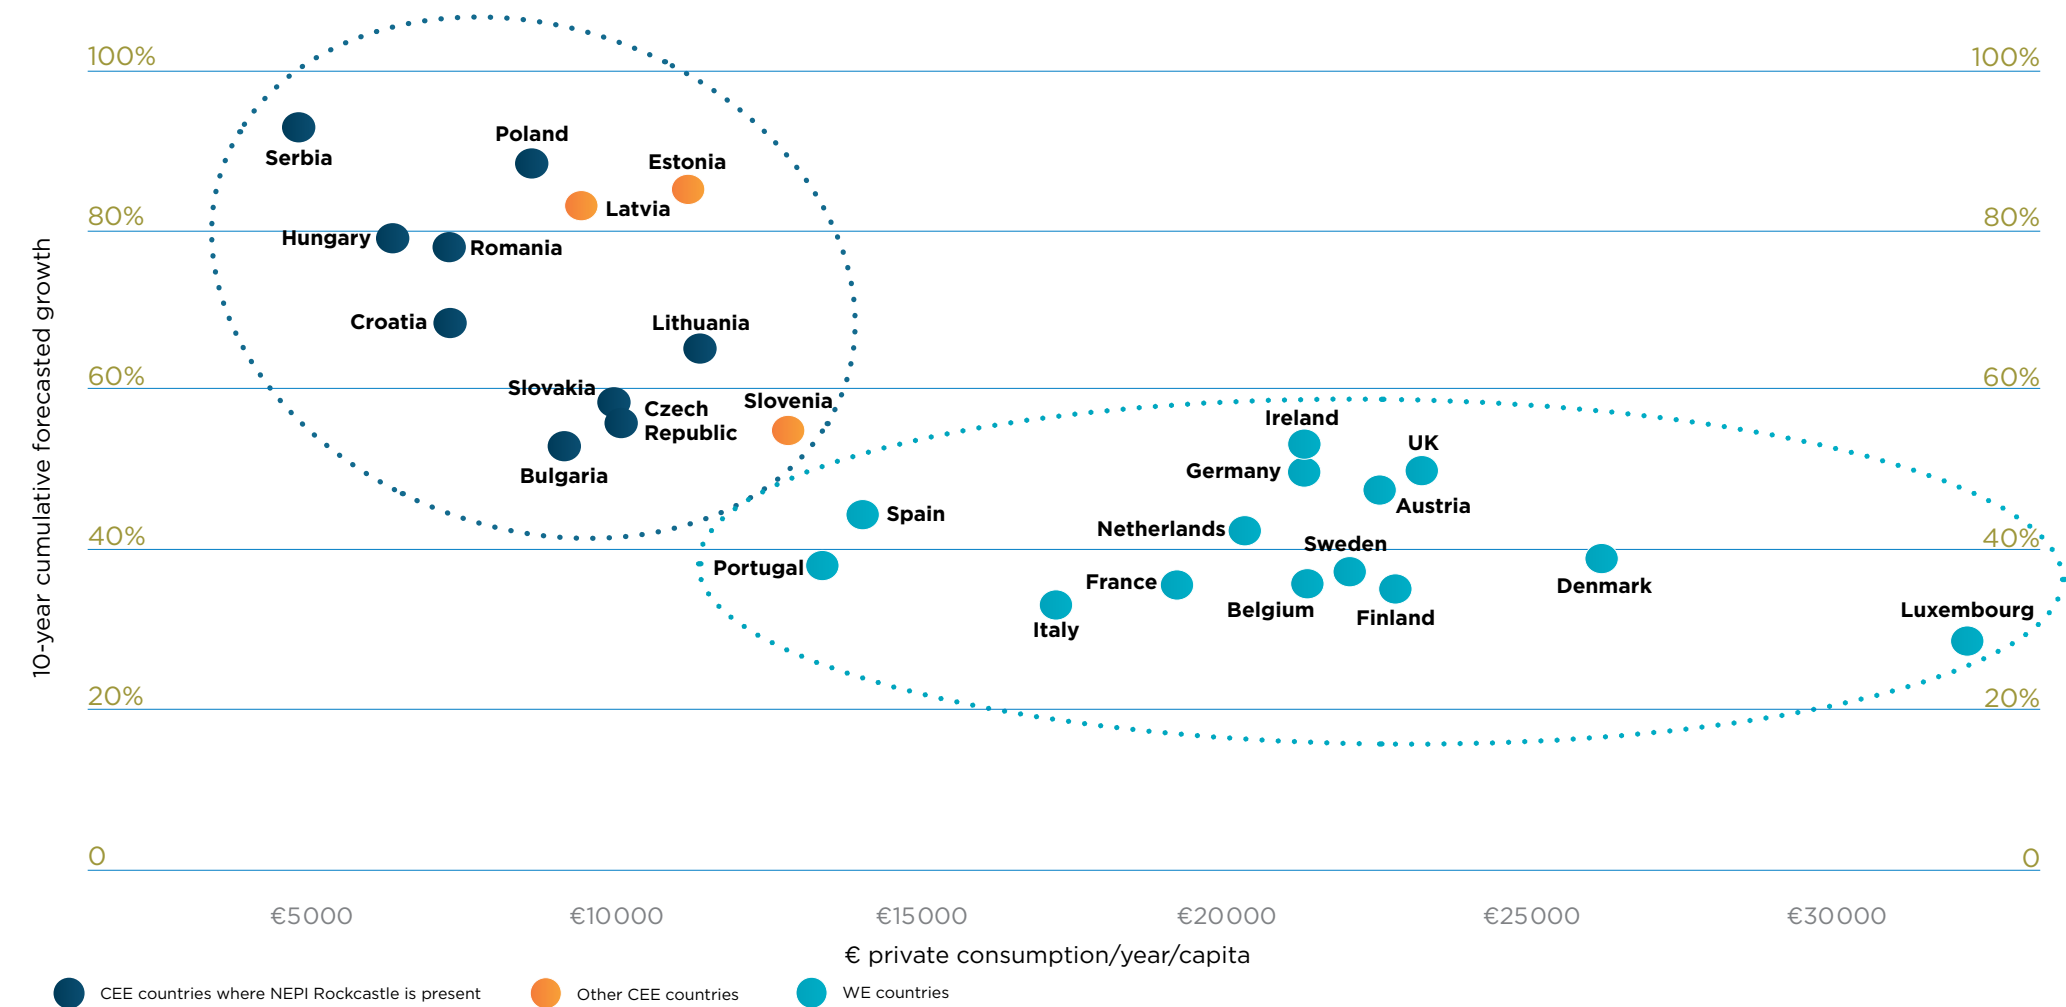 100%
100%
Poland
Serbia
Estonia
Latvia
80%
80%
Hungary
Romania
Croatia
Lithuania
60%
60%
Slovakia
Slovenia
Czech
Republic
Bulgaria
Ireland
UK
Germany
Austria
Spain
Netherlands
40%
40%
Sweden
Portugal
France
Denmark
Belgium
Finland
Luxembourg
Italy
20%
20%
0
0
10-year cumulative forecasted growth
€5000
€10000
€15000
€20000
€25000
€30000
€ private consumption/year/capita
CEE countries where NEPI Rockcastle is present
Other CEE countries
WE countries